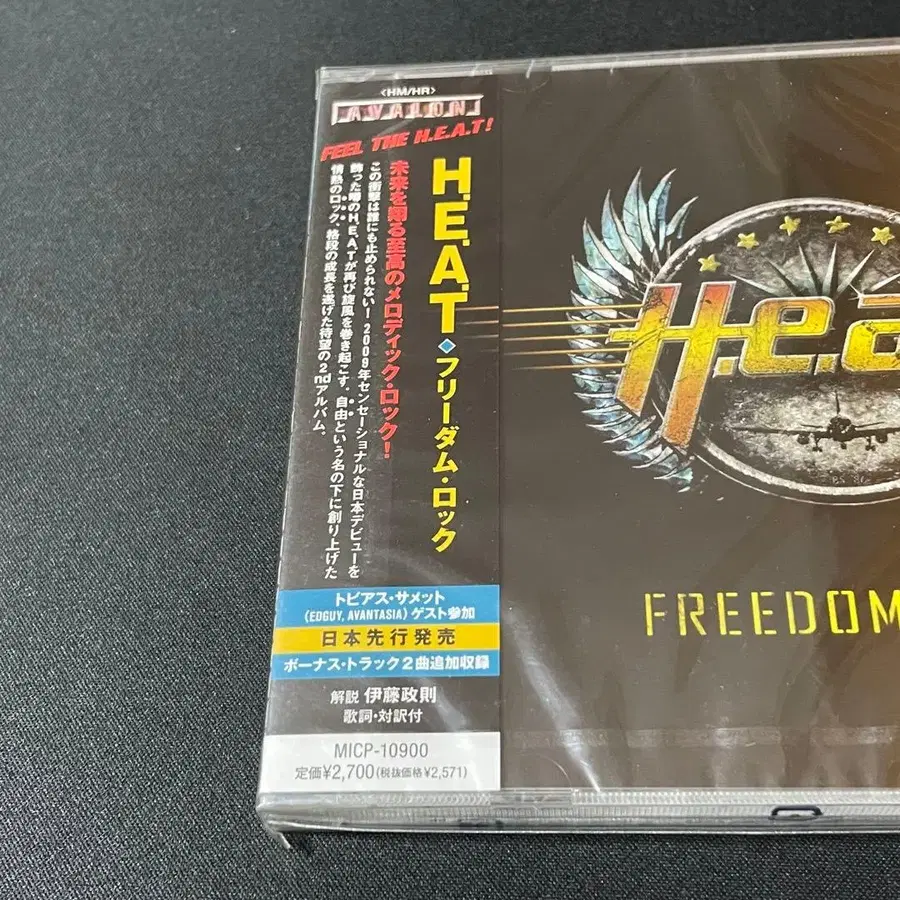 <HM/HR>
AVALON
FEEL THE H.E.A.T!
H.E.A.T◆フリーダム・ロック
未来を翔る至高のメロディック・ロック!
この衝撃は誰にも止められない! 2009年センセーショナルな日本デビューを
飾った噂のH.E.A.Tが再び旋風を巻き起こす。自由という名の下に創り上げた
情熱のロック、格段の成長を遂げた待望の2ndアルバム。
トビアス・サメット
(EDGUY, AVANTASIA) ゲスト参加
日本先行発売
ボーナス・トラック2曲追加収録
解説 伊藤政則
歌詞・対訳付
MICP-10900
定価¥2,700(税抜価格¥2,571)
H.e.a
FREEDOM